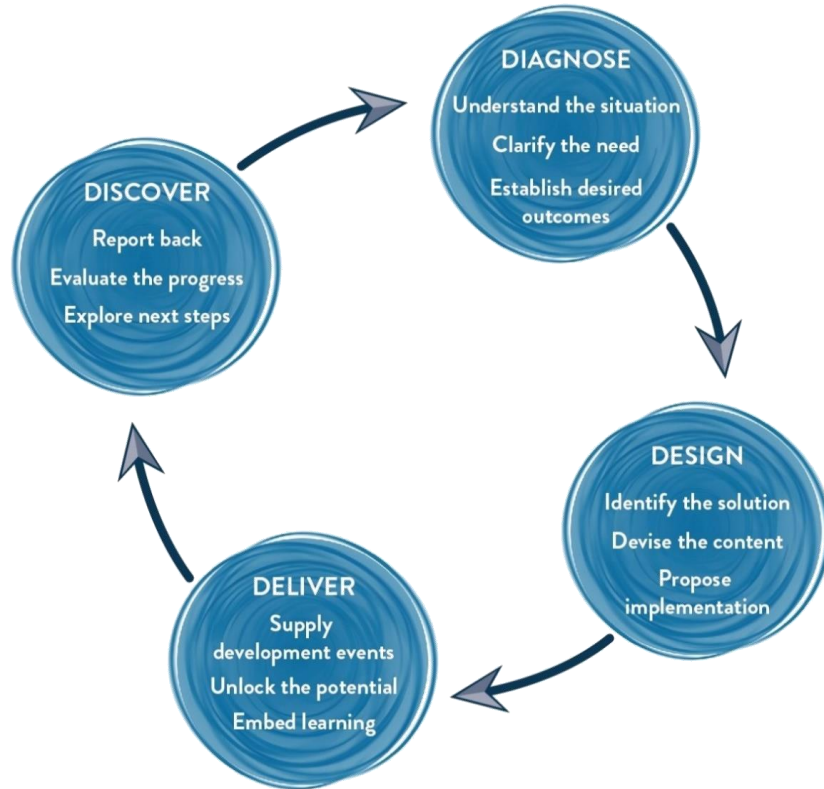 DIAGNOSE
Understand the situation
Clarify the need
Establish desired
outcomes
DESIGN
Identify the solution
Devise the content
Propose
implementation
DELIVER
Supply
development events
Unlock the potential
Embed learning
DISCOVER
Report back
Evaluate the progress
Explore next steps